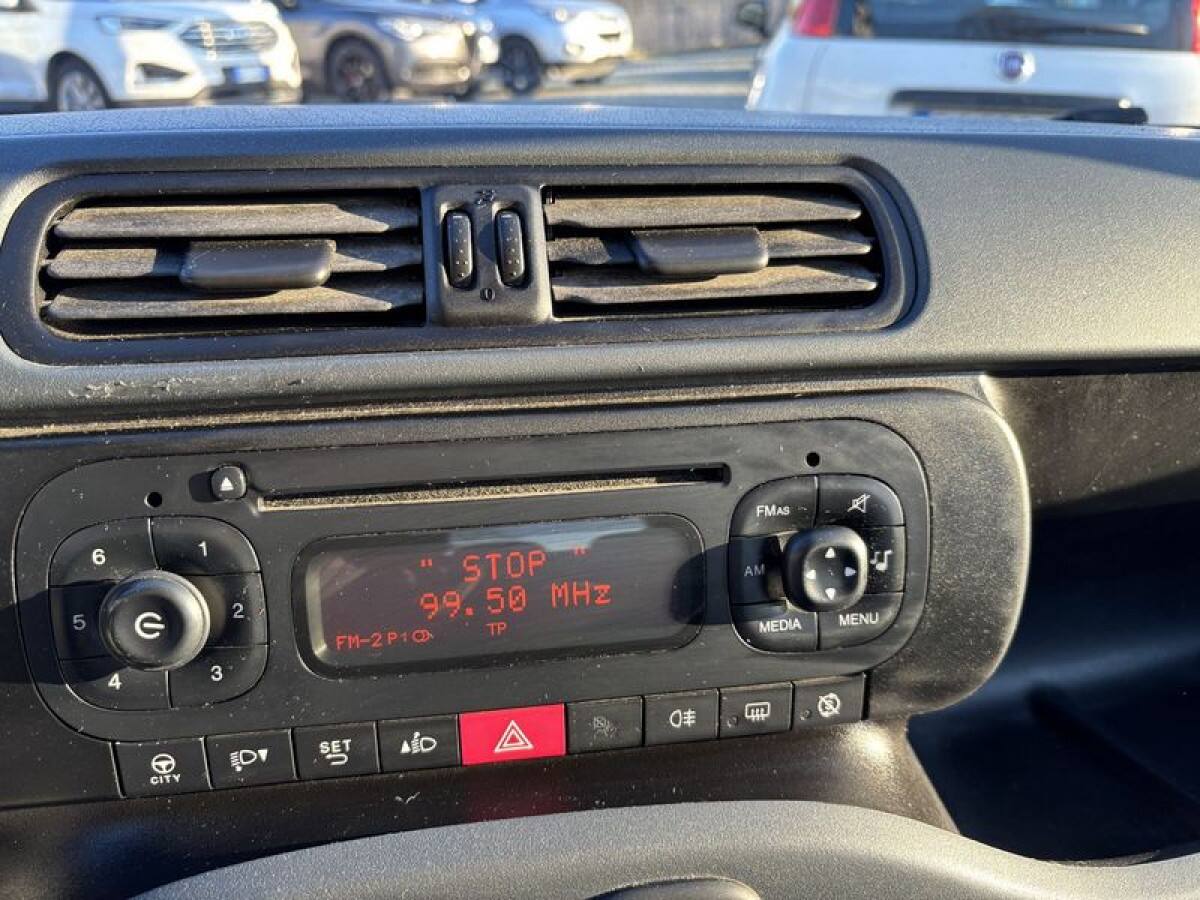 FMAS
6
1
AM
5
2
" STOP "
99.50 MHz
FM-2 P1
TP
4
3
MEDIA
MENU
CITY
SET
0